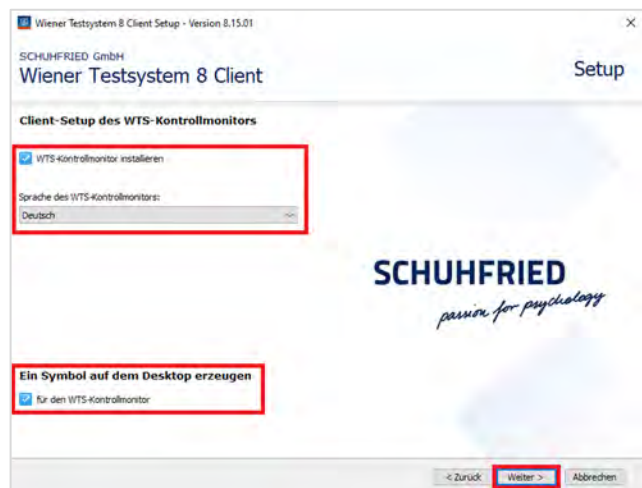 Wiener Testsystem 8 Client Setup - Version 8.15.01
SCHUHFRIED GmbH
Wiener Testsystem 8 Client
Setup
Client-Setup des WTS-Kontrollmonitors
WTS-Kontrollmonitor installieren
Sprache des WTS-Kontrollmonitors:
Deutsch
SCHUHFRIED
passion for psychology
Ein Symbol auf dem Desktop erzeugen
für den WTS-Kontrollmonitor
< Zurück
Weiter >
Abbrechen